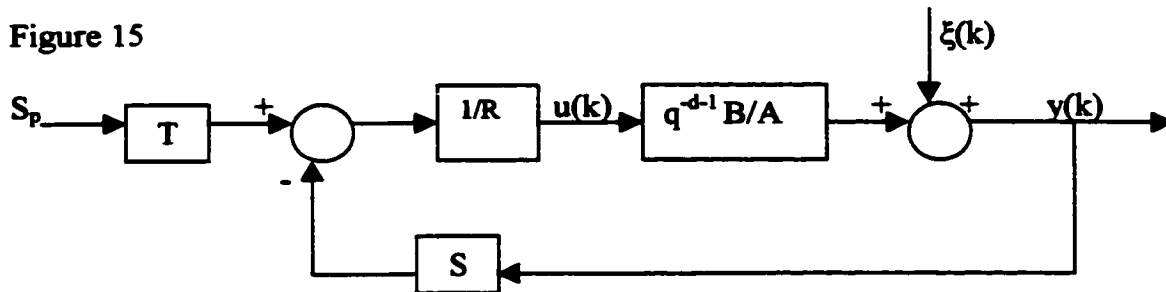 Figure 15
ξ(k)
Sₚ
T
+
-
1/R
u(k)
q⁻ᵈ⁻¹ B/A
+
+
y(k)
S